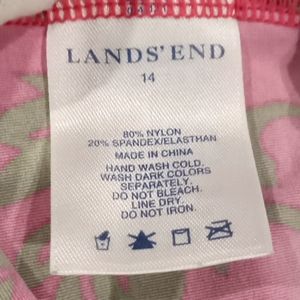 LANDS' END
14
80% NYLON
20% SPANDEX/ELASTHAN
MADE IN CHINA
HAND WASH COLD.
WASH DARK COLORS
SEPARATELY.
DO NOT BLEACH.
LINE DRY.
DO NOT IRON.